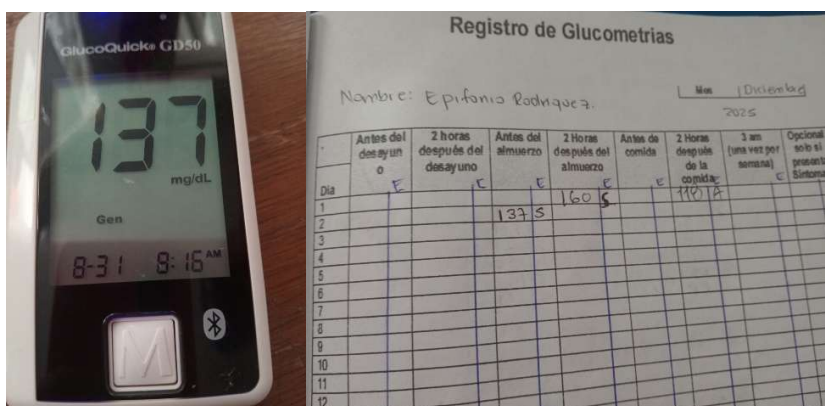 GlucoQuick® GD50
137
mg/dL
Gen
8-31 8:16 AM
M
Registro de Glucometrias
Nombre: Epifanio Rodriguez.
Mes Diciembre
2025
Dia
Antes del desayuno
2 horas después del desayuno
Antes del almuerzo
2 Horas después del almuerzo
Antes de comida
2 Horas después de la comida
3 am (una vez por semana)
Opcional solo si presenta Sintoma
E E E E E E E
1 160 S 118 A
2 137 S
3
4
5
6
7
8
9
10
11
12